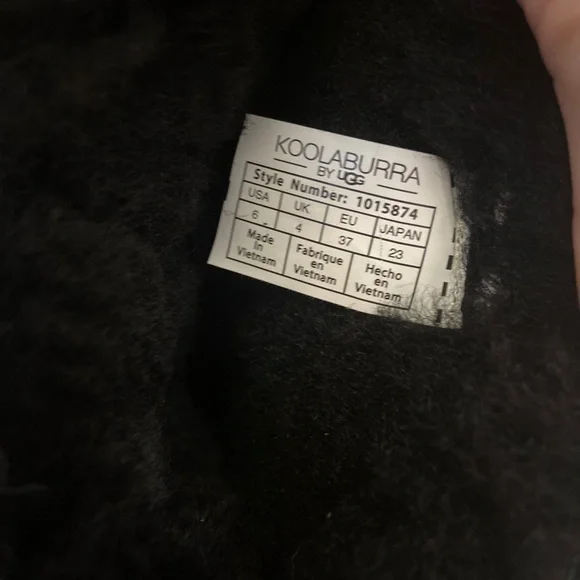 KOOLABURRA
BY UGG
Style Number: 1015874
USA UK EU JAPAN
6 4 37 23
Made in Vietnam
Fabriqué en Vietnam
Hecho en Vietnam